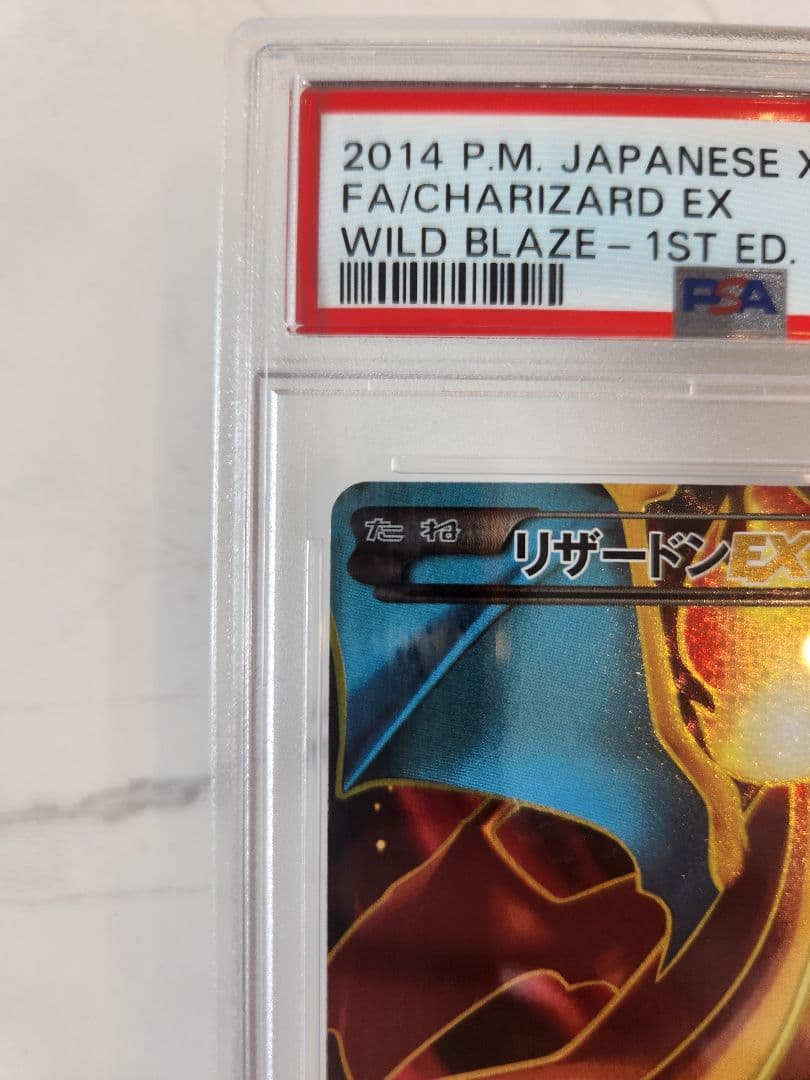 2014 P.M. JAPANESE X
FA/CHARIZARD EX
WILD BLAZE – 1ST ED.
PSA
たね
リザードンEX